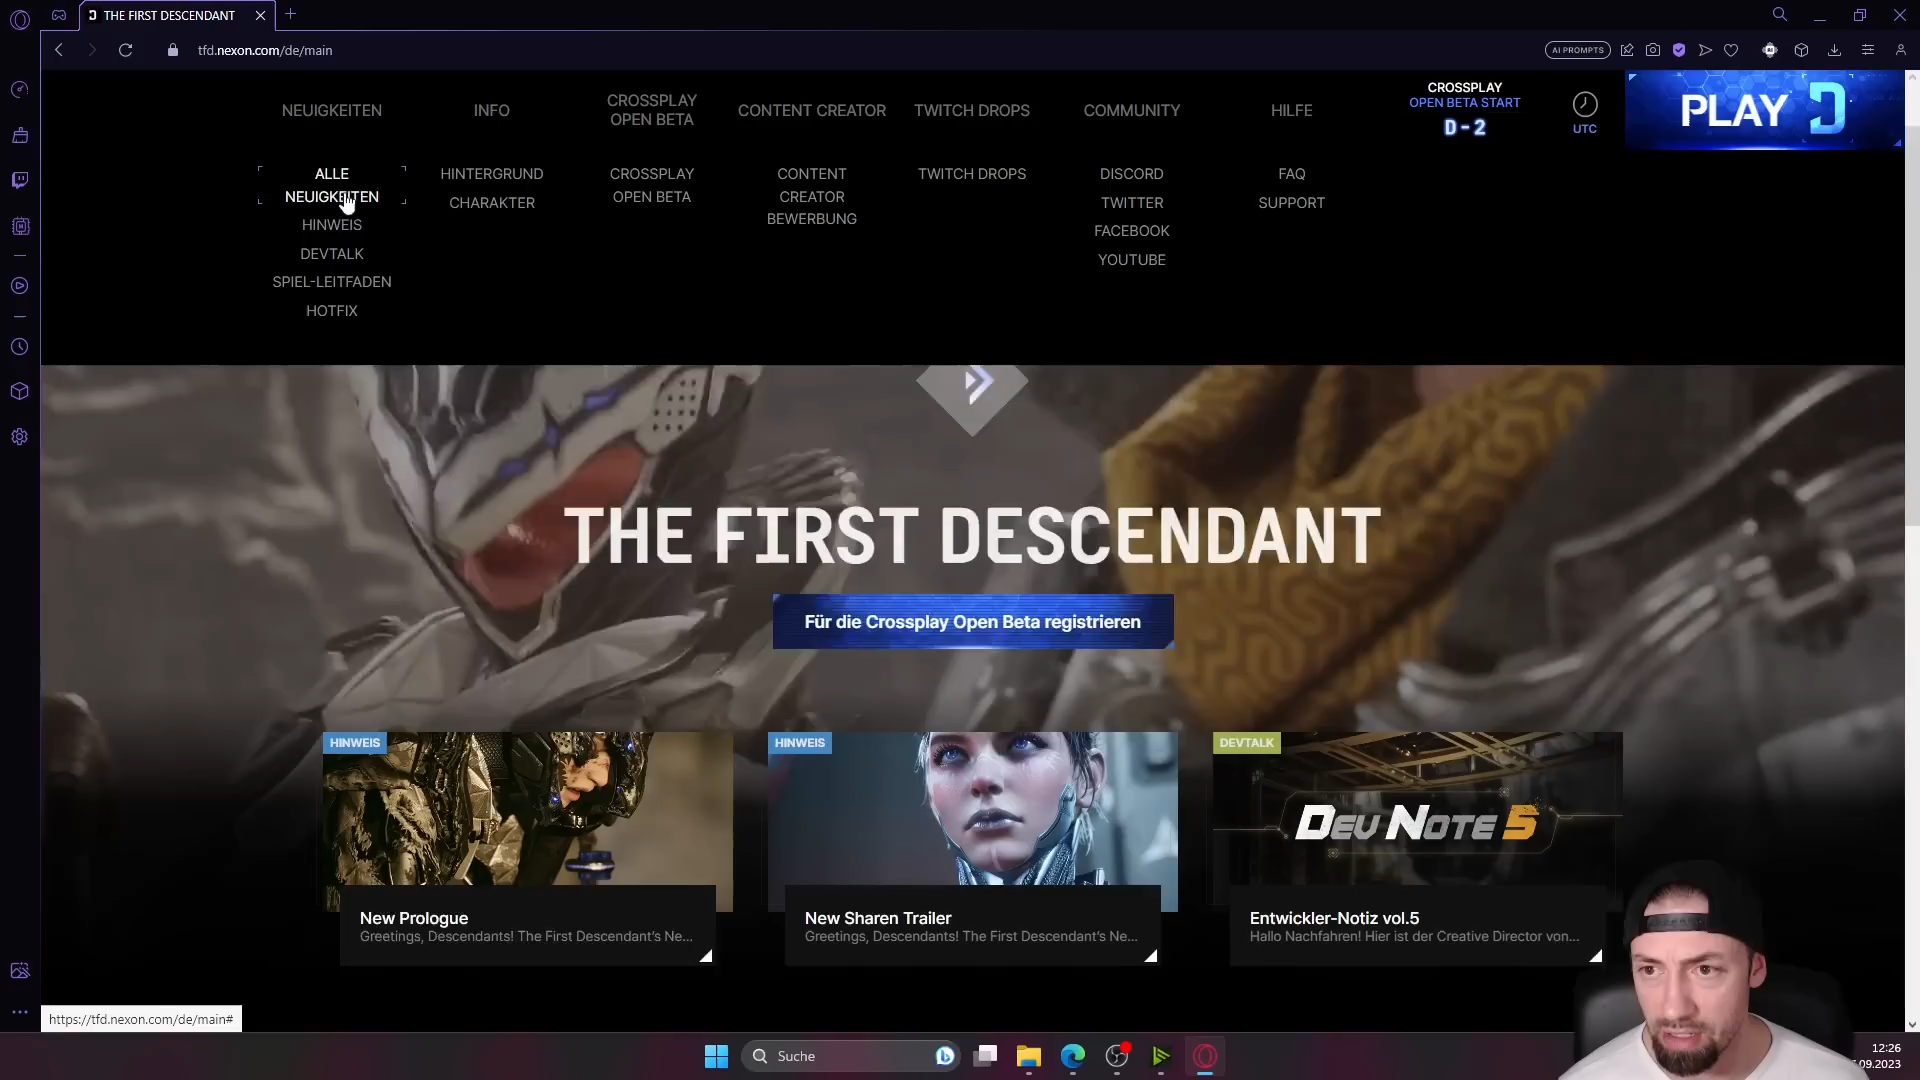 THE FIRST DESCENDANT
tfd.nexon.com/de/main
AI PROMPTS
NEUIGKEITEN
INFO
CROSSPLAY
OPEN BETA
CONTENT CREATOR
TWITCH DROPS
COMMUNITY
HILFE
CROSSPLAY
OPEN BETA START
D-2
UTC
PLAY
ALLE
NEUIGKEITEN
HINWEIS
DEVTALK
SPIEL-LEITFADEN
HOTFIX
HINTERGRUND
CHARAKTER
CROSSPLAY
OPEN BETA
CONTENT
CREATOR
BEWERBUNG
TWITCH DROPS
DISCORD
TWITTER
FACEBOOK
YOUTUBE
FAQ
SUPPORT
THE FIRST DESCENDANT
Für die Crossplay Open Beta registrieren
HINWEIS
New Prologue
Greetings, Descendants! The First Descendant's Ne...
HINWEIS
New Sharen Trailer
Greetings, Descendants! The First Descendant's Ne...
DEVTALK
DEV NOTE 5
Entwickler-Notiz vol.5
Hallo Nachfahren! Hier ist der Creative Director von...
https://tfd.nexon.com/de/main#
Suche
12:26
.09.2023